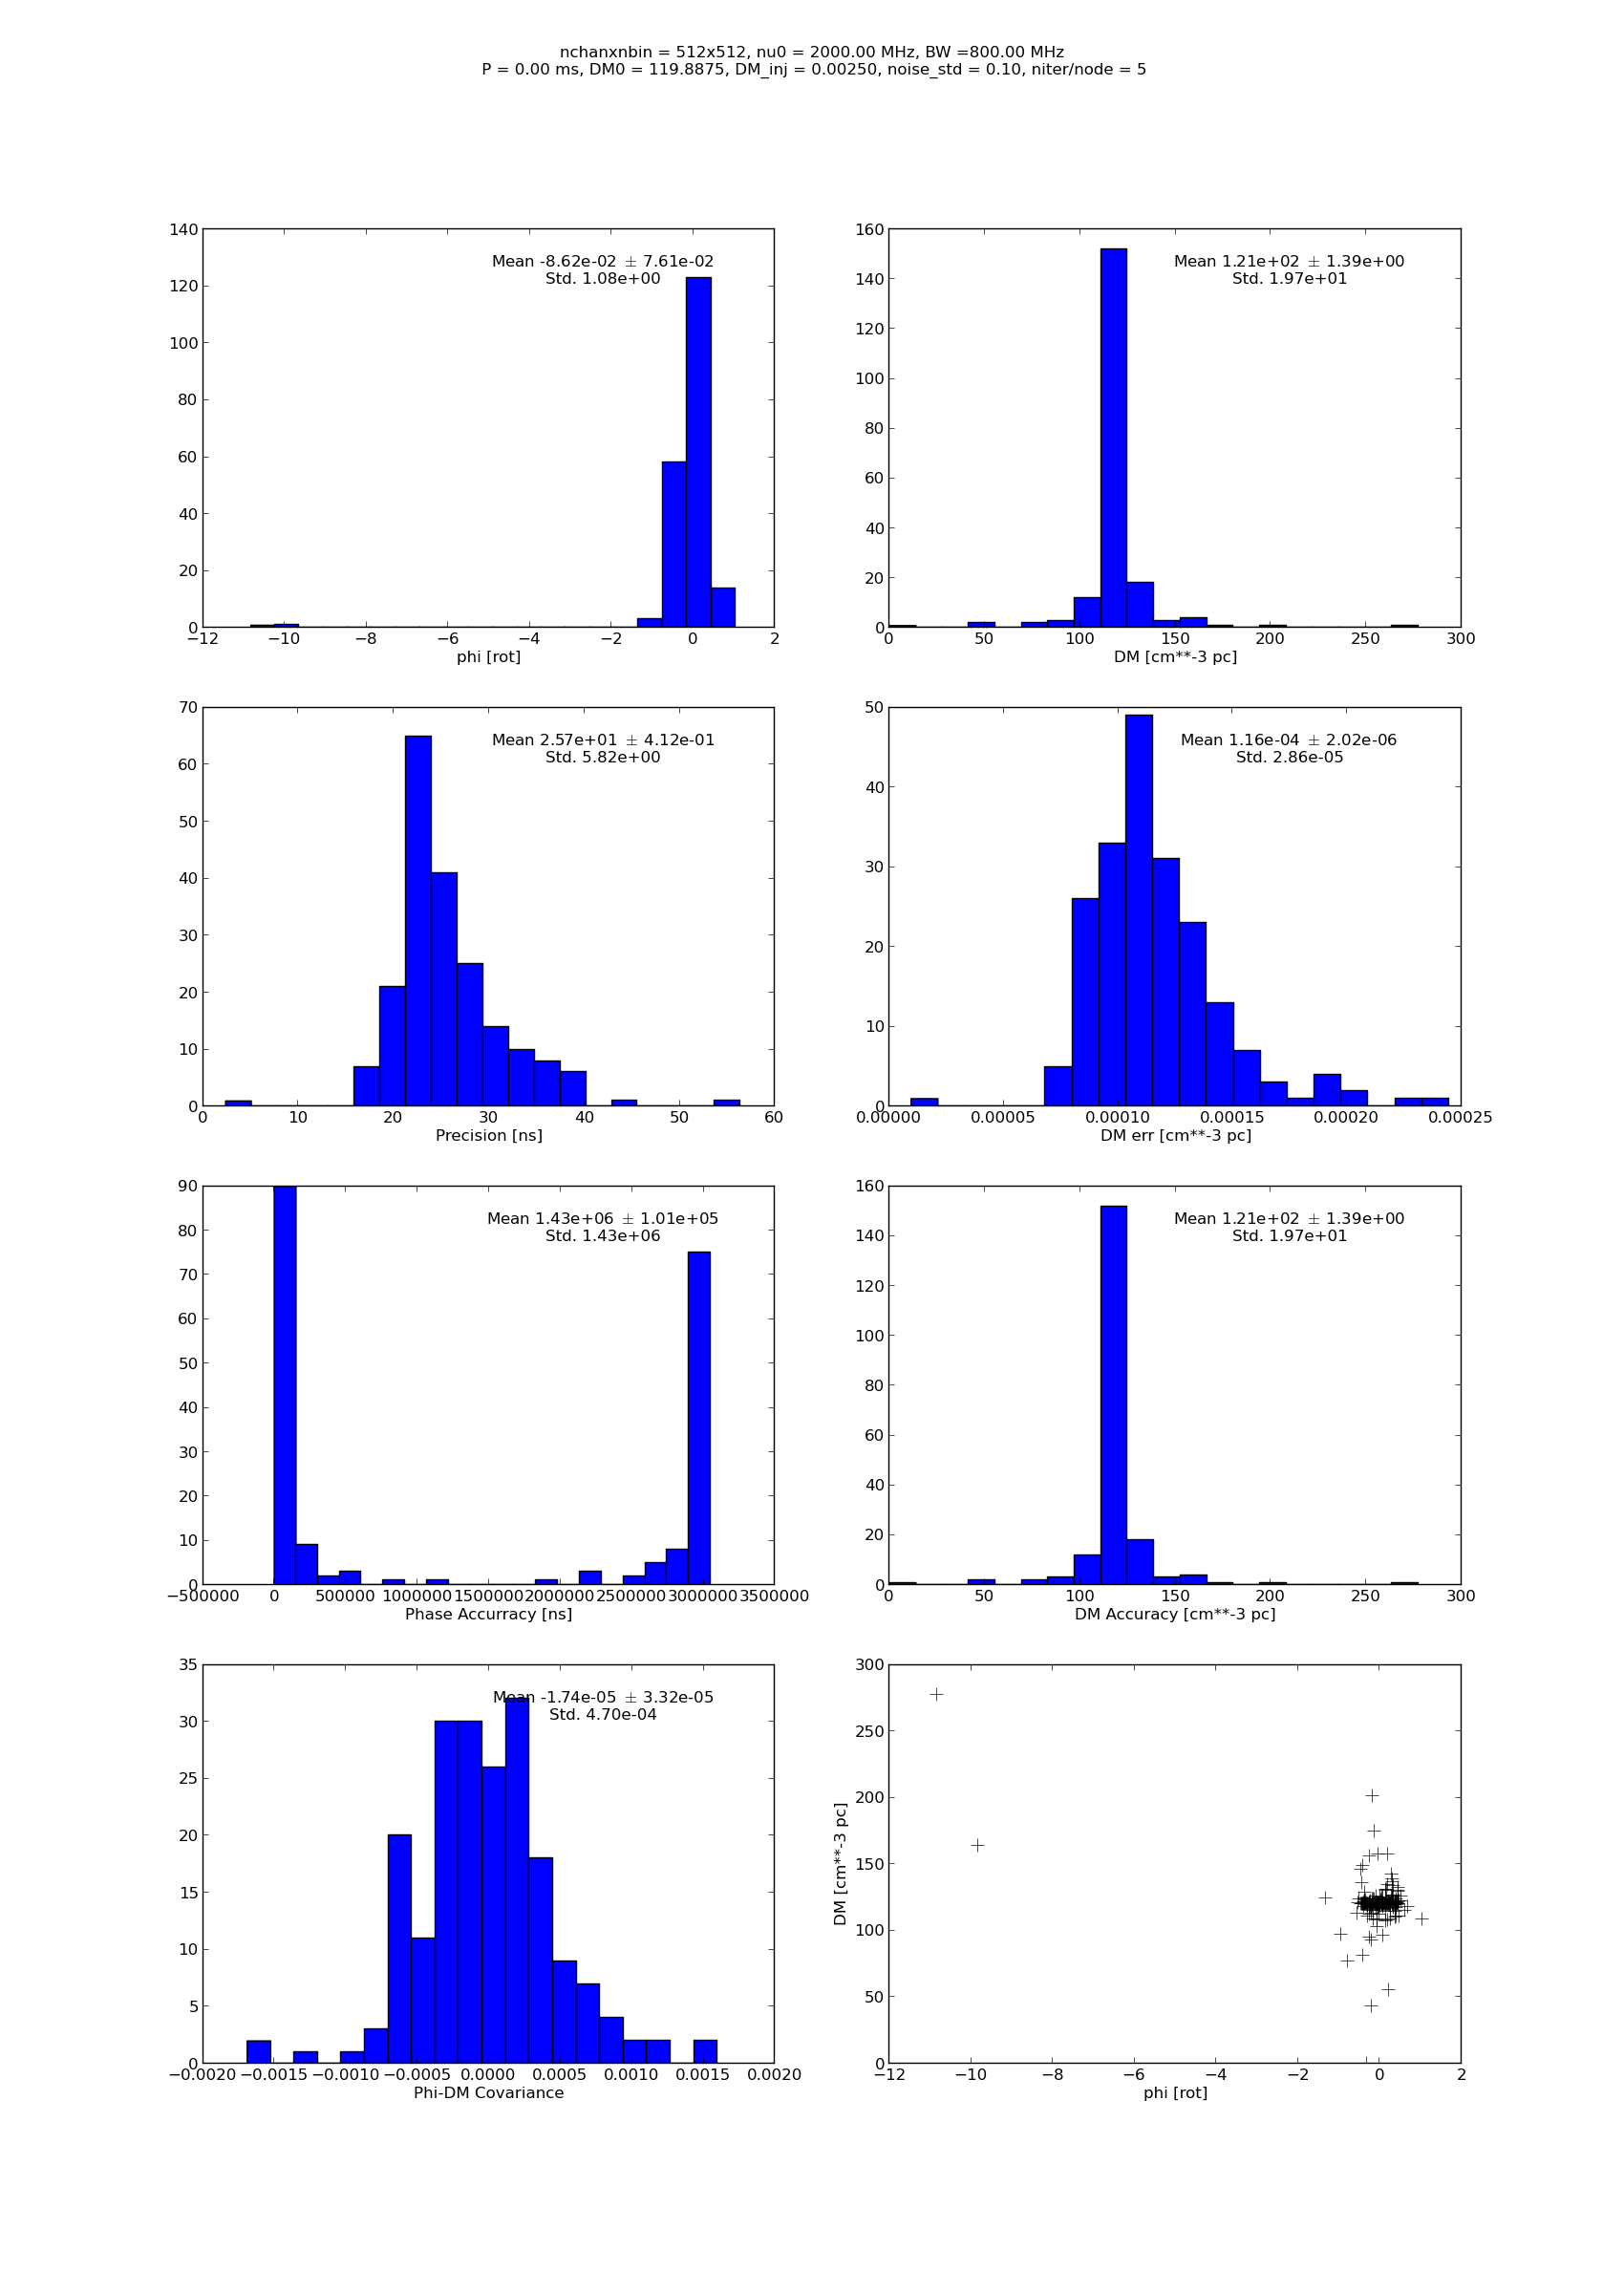 nchanxnbin = 512x512, nu0 = 2000.00 MHz, BW =800.00 MHz
P = 0.00 ms, DM0 = 119.8875, DM_inj = 0.00250, noise_std = 0.10, niter/node = 5
140
120
100
80
60
40
20
0
Mean -8.62e-02 ± 7.61e-02
Std. 1.08e+00
−12 −10 −8 −6 −4 −2 0 2
phi [rot]
160
140
120
100
80
60
40
20
0
Mean 1.21e+02 ± 1.39e+00
Std. 1.97e+01
0 50 100 150 200 250 300
DM [cm**-3 pc]
70
60
50
40
30
20
10
0
Mean 2.57e+01 ± 4.12e-01
Std. 5.82e+00
0 10 20 30 40 50 60
Precision [ns]
50
40
30
20
10
0
Mean 1.16e-04 ± 2.02e-06
Std. 2.86e-05
0.00000 0.00005 0.00010 0.00015 0.00020 0.00025
DM err [cm**-3 pc]
90
80
70
60
50
40
30
20
10
0
Mean 1.43e+06 ± 1.01e+05
Std. 1.43e+06
−500000 0 500000 1000000 1500000 2000000 2500000 3000000 3500000
Phase Accurracy [ns]
160
140
120
100
80
60
40
20
0
Mean 1.21e+02 ± 1.39e+00
Std. 1.97e+01
0 50 100 150 200 250 300
DM Accuracy [cm**-3 pc]
35
30
25
20
15
10
5
0
Mean -1.74e-05 ± 3.32e-05
Std. 4.70e-04
−0.0020 −0.0015 −0.0010 −0.0005 0.0000 0.0005 0.0010 0.0015 0.0020
Phi-DM Covariance
300
250
200
150
100
50
0
DM [cm**-3 pc]
−12 −10 −8 −6 −4 −2 0 2
phi [rot]